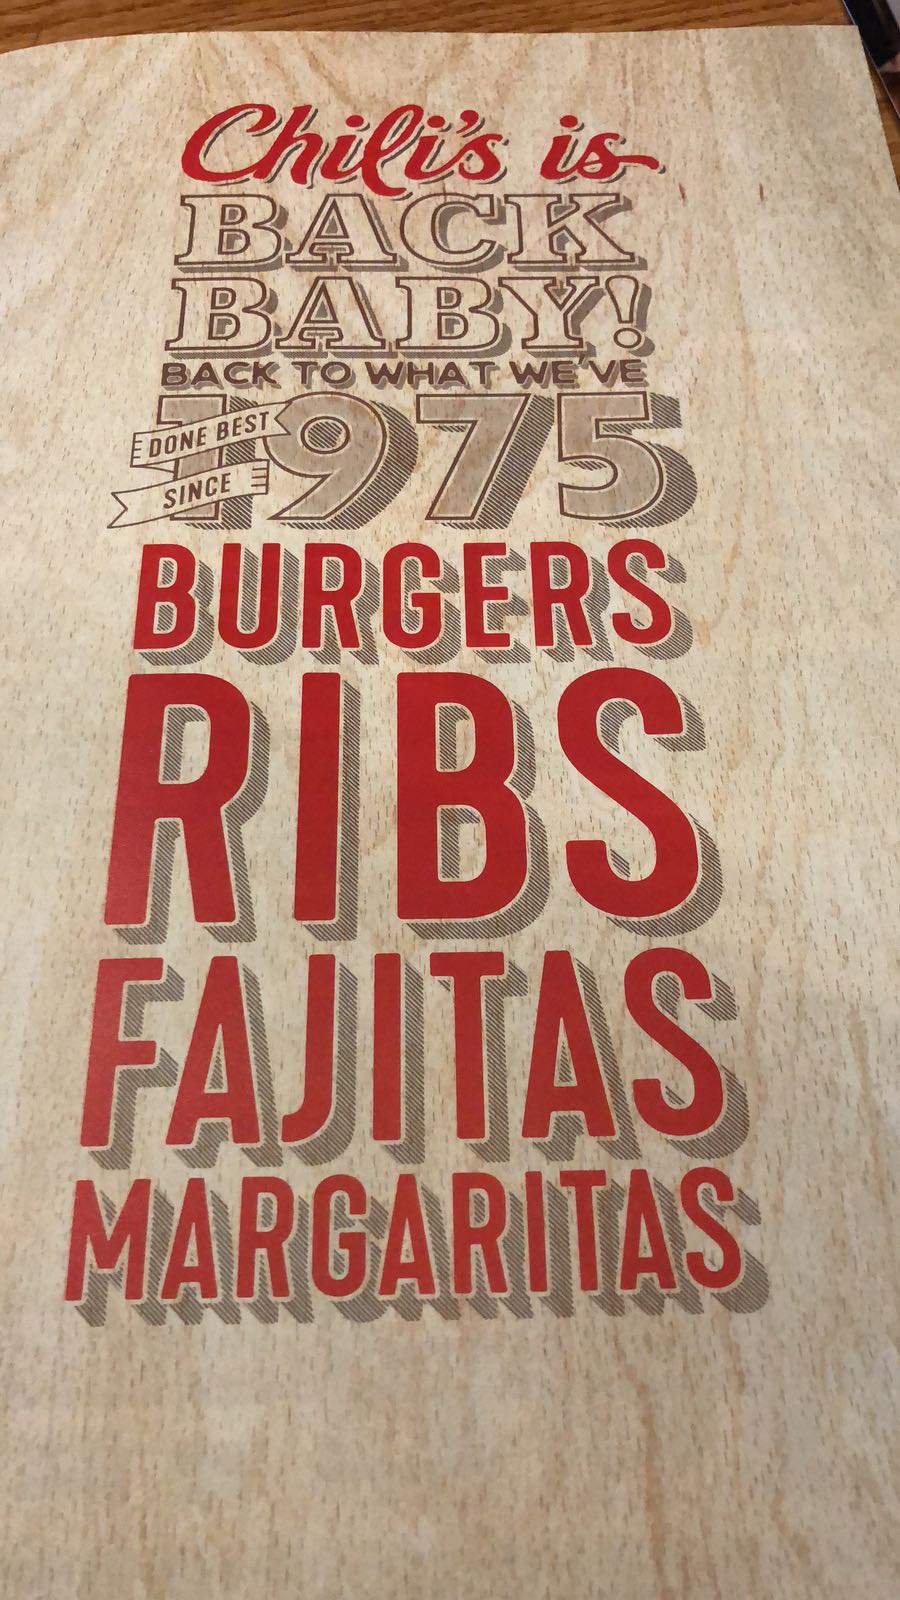 Chili's is
BACK
BABY!
BACK TO WHAT WE'VE
DONE BEST
SINCE
1975
BURGERS
RIBS
FAJITAS
MARGARITAS